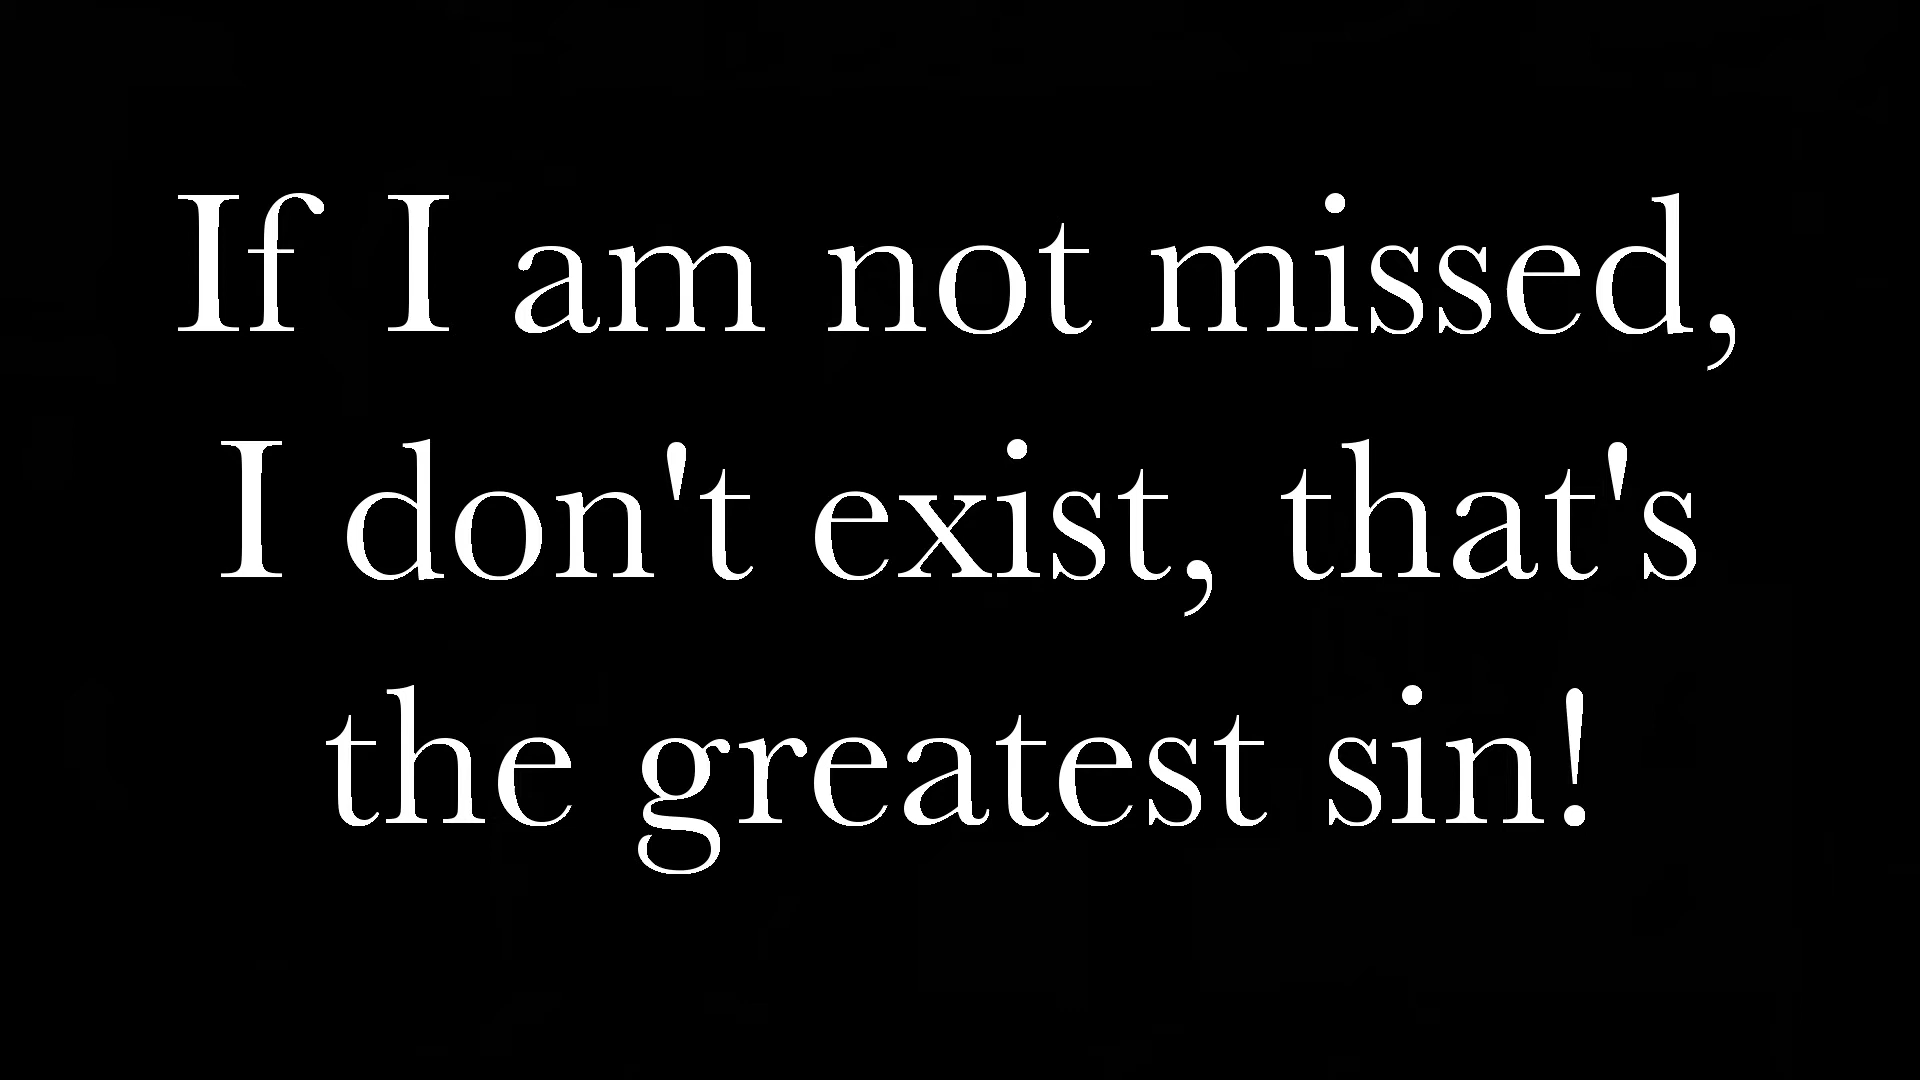 If I am not missed,
I don't exist, that's
the greatest sin!